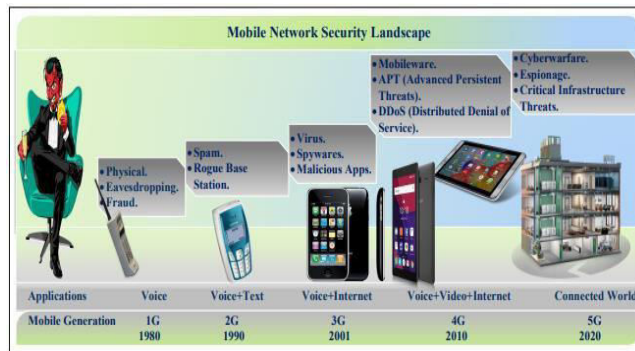 Mobile Network Security Landscape
• Physical.
• Eavesdropping.
• Fraud.
• Spam.
• Rogue Base
Station.
• Virus.
• Spywares.
• Malicious Apps.
• Mobileware.
• APT (Advanced Persistent
Threats).
• DDoS (Distributed Denial of
Service).
• Cyberwarfare.
• Espionage.
• Critical Infrastructure
Threats.
Applications Voice Voice+Text Voice+Internet Voice+Video+Internet Connected World
Mobile Generation 1G 2G 3G 4G 5G
1980 1990 2001 2010 2020